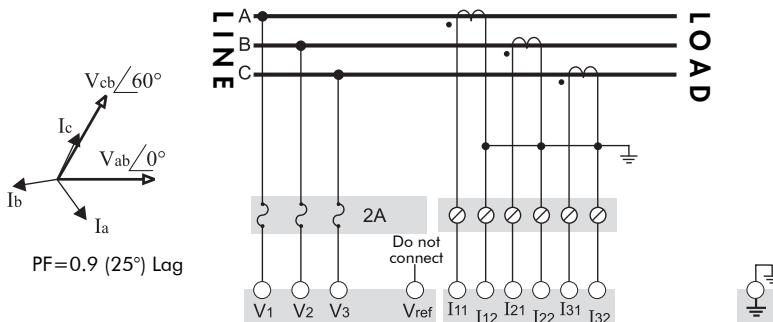 LINE
A
B
C
LOAD
Vcb/60°
Ic
Vab/0°
Ib
Ia
PF=0.9 (25°) Lag
2A
Do not
connect
V1
V2
V3
Vref
I11
I12
I21
I22
I31
I32